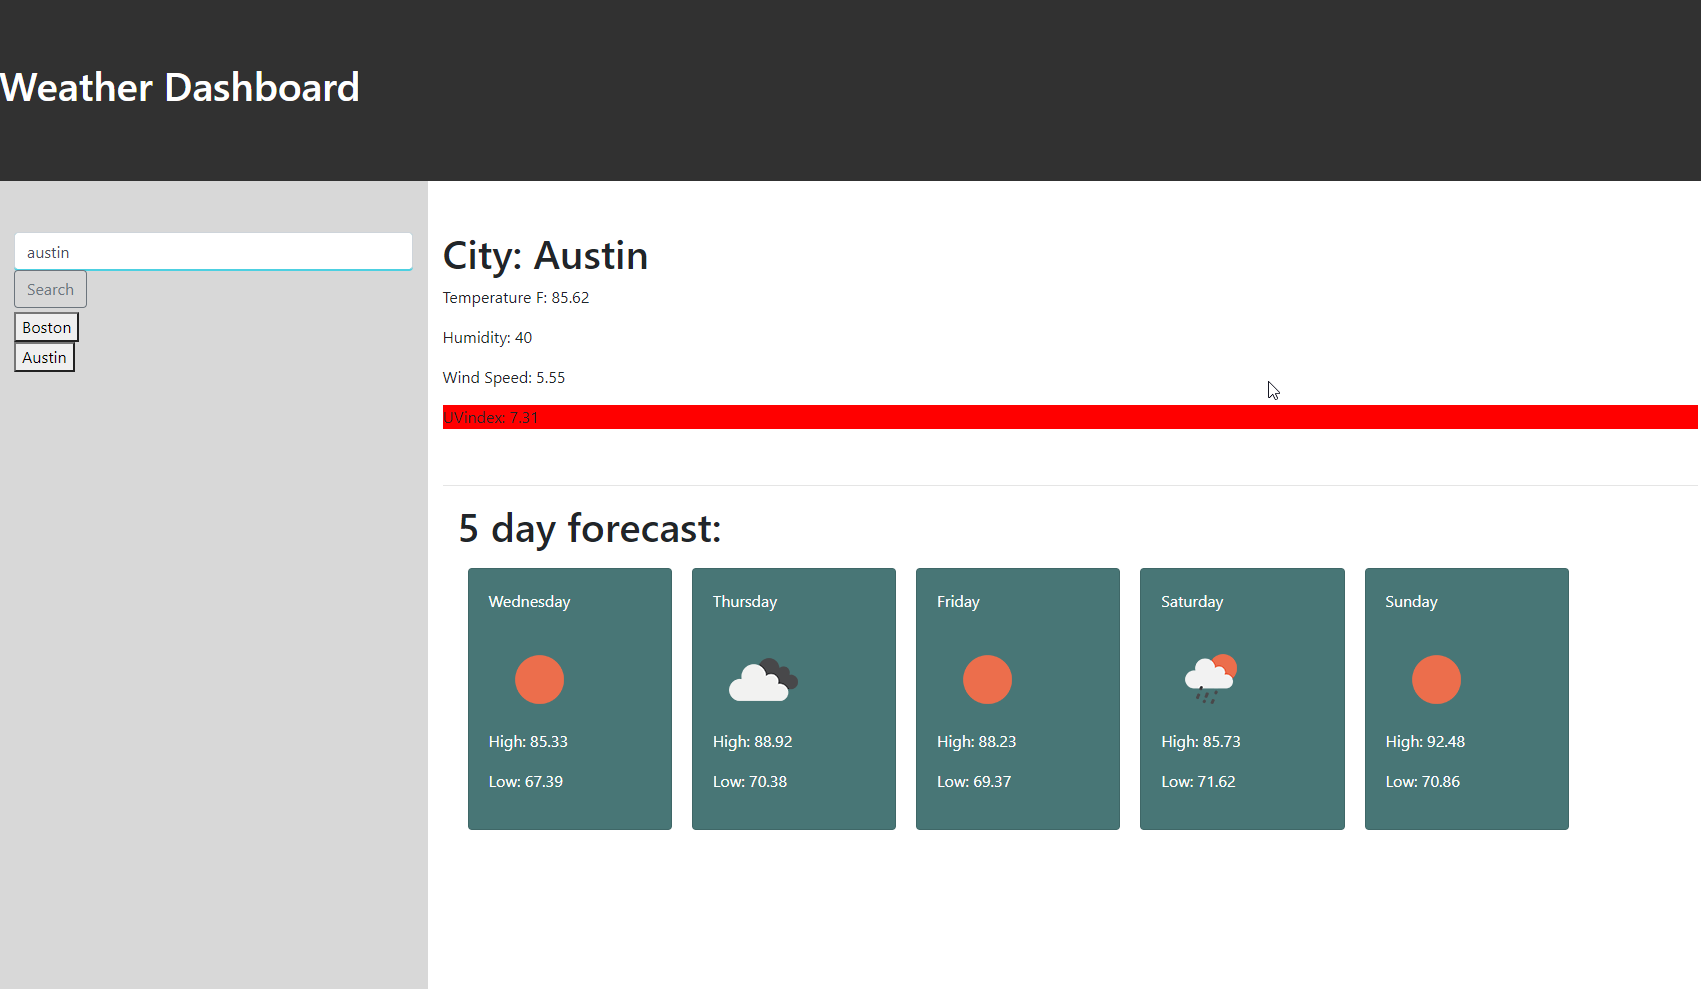 Weather Dashboard
austin
Search
Boston
Austin
City: Austin
Temperature F: 85.62
Humidity: 40
Wind Speed: 5.55
UVindex: 7.31
5 day forecast:
Wednesday
High: 85.33
Low: 67.39
Thursday
High: 88.92
Low: 70.38
Friday
High: 88.23
Low: 69.37
Saturday
High: 85.73
Low: 71.62
Sunday
High: 92.48
Low: 70.86